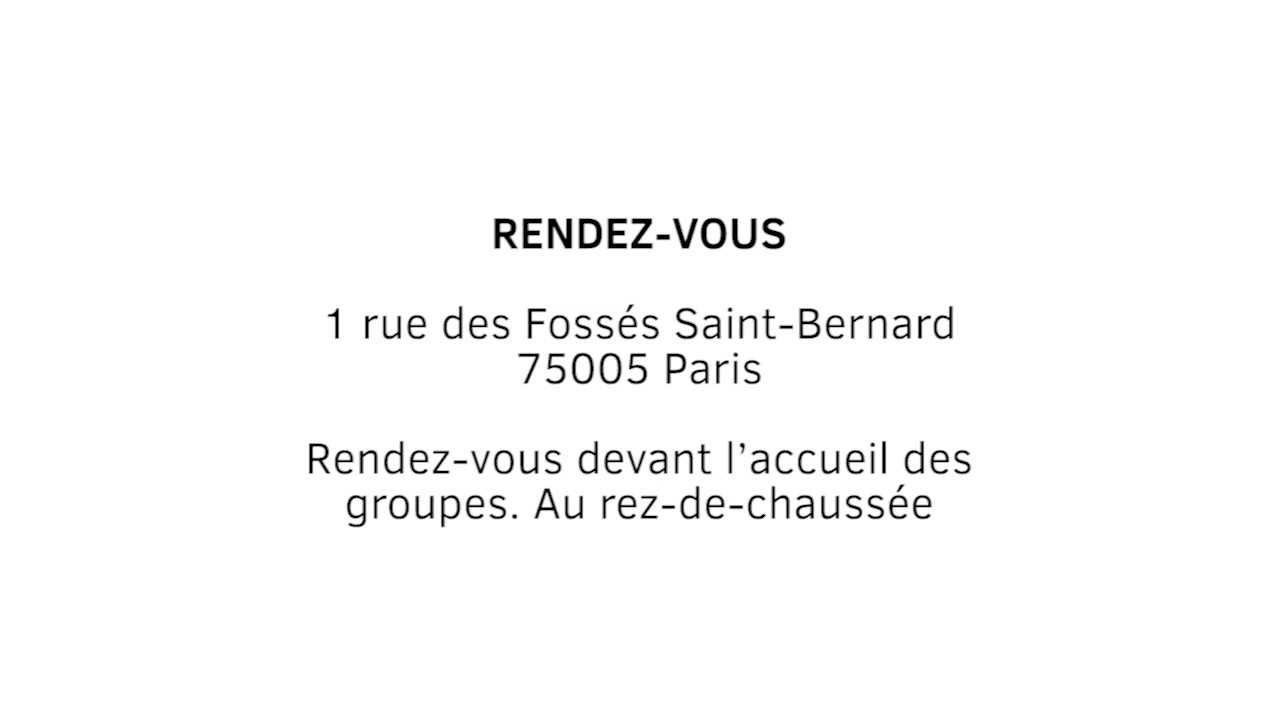 RENDEZ-VOUS
1 rue des Fossés Saint-Bernard
75005 Paris
Rendez-vous devant l’accueil des
groupes. Au rez-de-chaussée